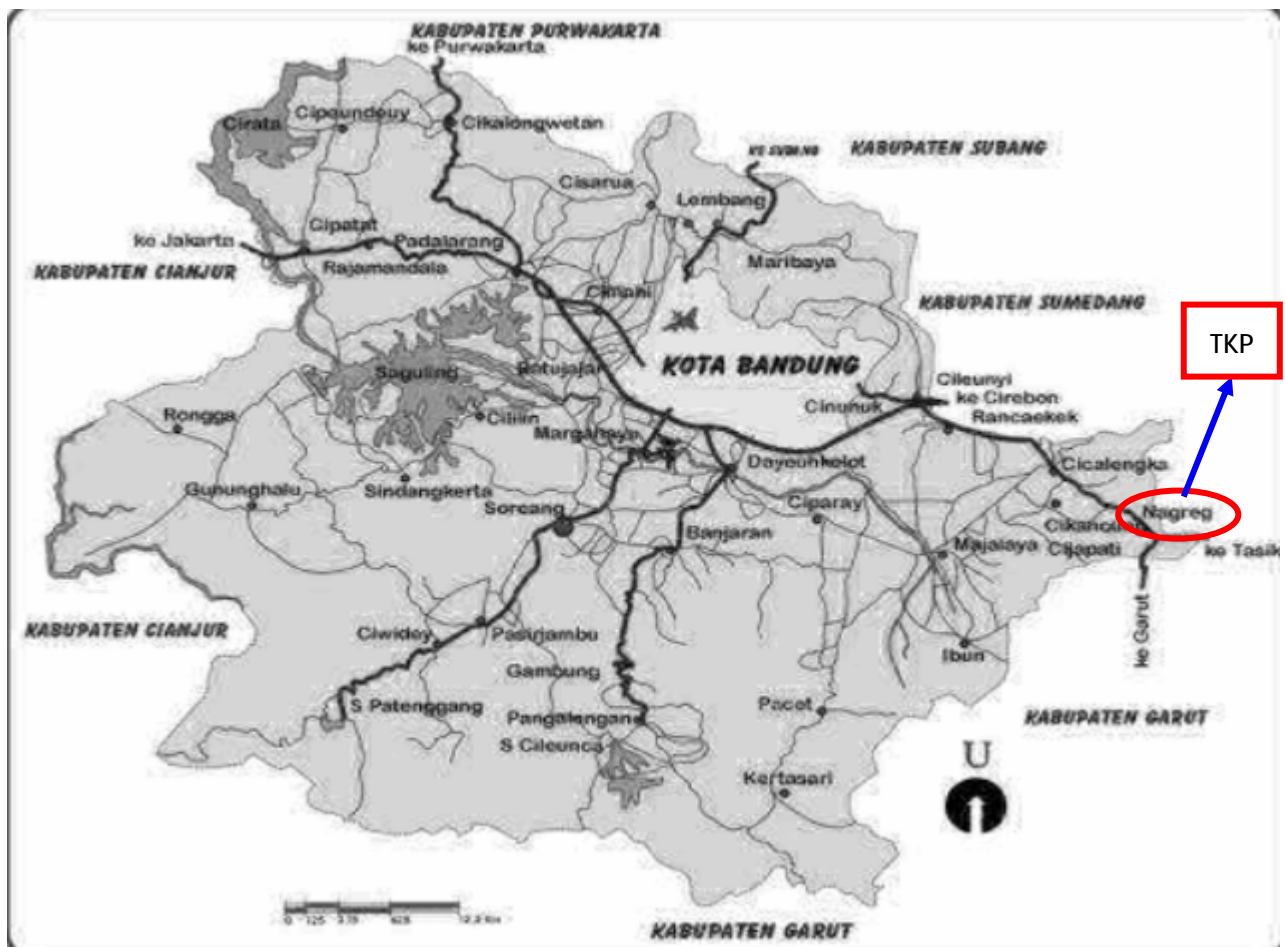 KABUPATEN PURWAKARTA
ke Purwakarta
Cipeundeuy
Cirata
Cikalongwetan
KE SUBANG
KABUPATEN SUBANG
Cisarua
Lembang
Cipatat
ke Jakarta
Padalarang
Maribaya
KABUPATEN CIANJUR
Rajamandala
Cimahi
KABUPATEN SUMEDANG
TKP
KOTA BANDUNG
Batujajar
Saguling
Cileunyi
ke Cirebon
Cinunuk
Rancaekek
Rongga
Cililin
Margahayu
Dayeuhkolot
Cicalengka
Gununghalu
Sindangkerta
Soreang
Ciparay
Nagreg
Banjaran
Majalaya
Cijapati
ke Tasik
KABUPATEN CIANJUR
Ciwidey
Pasirjambu
ke Garut
Ibun
Gambung
S Patenggang
Pangalengan
Pacet
KABUPATEN GARUT
S Cileunca
U
Kertasari
0
KABUPATEN GARUT